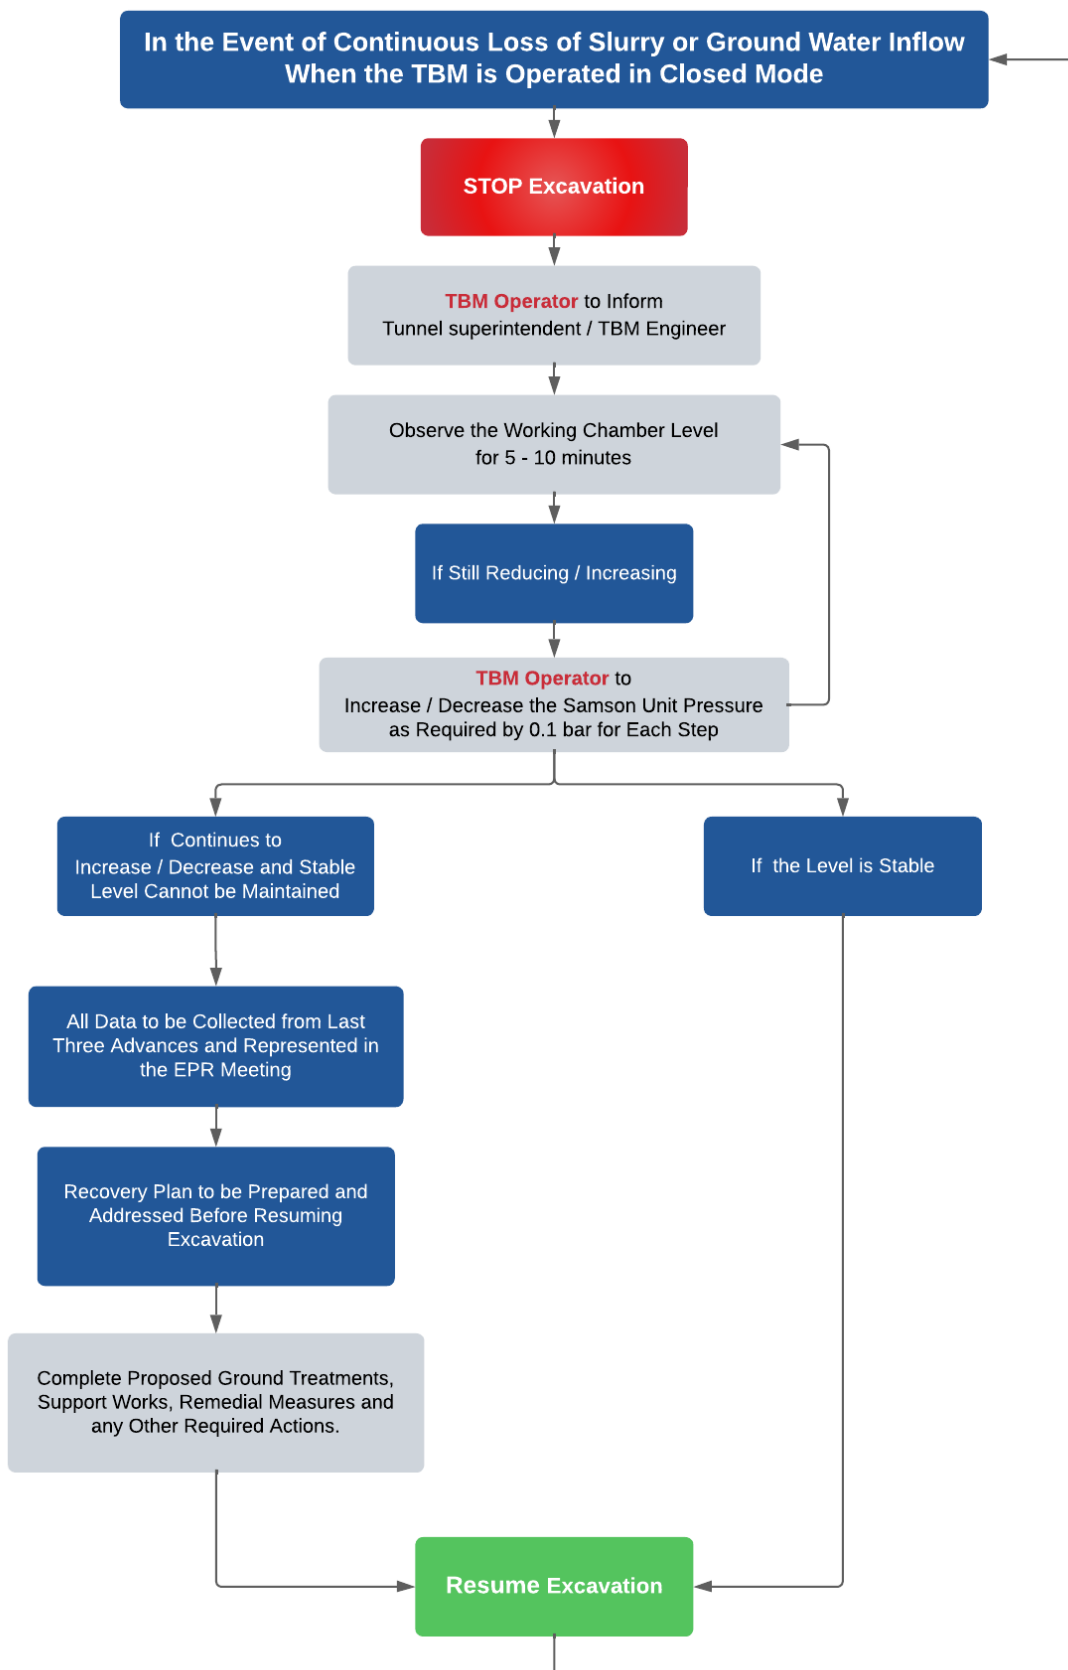 In the Event of Continuous Loss of Slurry or Ground Water Inflow
When the TBM is Operated in Closed Mode
STOP Excavation
TBM Operator to Inform
Tunnel superintendent / TBM Engineer
Observe the Working Chamber Level
for 5 - 10 minutes
If Still Reducing / Increasing
TBM Operator to
Increase / Decrease the Samson Unit Pressure
as Required by 0.1 bar for Each Step
If Continues to
Increase / Decrease and Stable
Level Cannot be Maintained
If the Level is Stable
All Data to be Collected from Last
Three Advances and Represented in
the EPR Meeting
Recovery Plan to be Prepared and
Addressed Before Resuming
Excavation
Complete Proposed Ground Treatments,
Support Works, Remedial Measures and
any Other Required Actions.
Resume Excavation